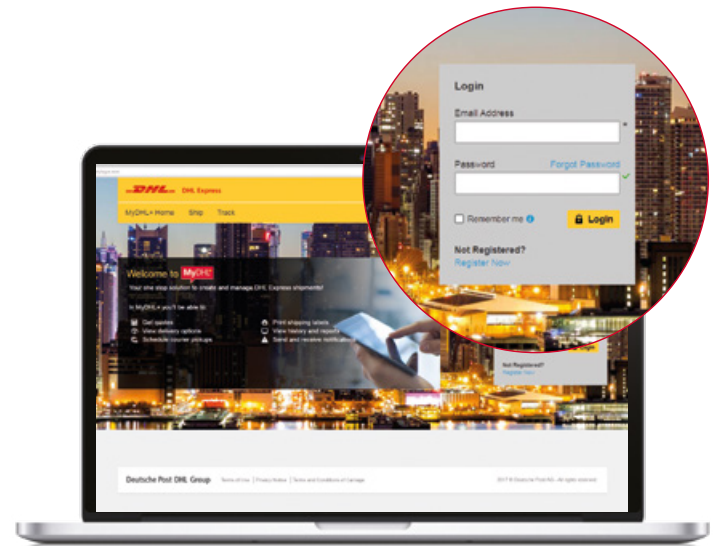 DHL DHL Express
MyDHL+ Home Ship Track
Welcome to MyDHL+
Your one stop solution to create and manage DHL Express shipments!
In MyDHL+ you'll be able to:
Get quotes
View delivery options
Schedule courier pickups
Print shipping labels
View history and reports
Send and receive notifications
Login
Email Address
*
Password Forgot Password
Remember me
Login
Not Registered?
Register Now
Login
Not Registered?
Register Now
Deutsche Post DHL Group Terms of Use | Privacy Notice | Terms and Conditions of Carriage
2017 © Deutsche Post AG - All rights reserved